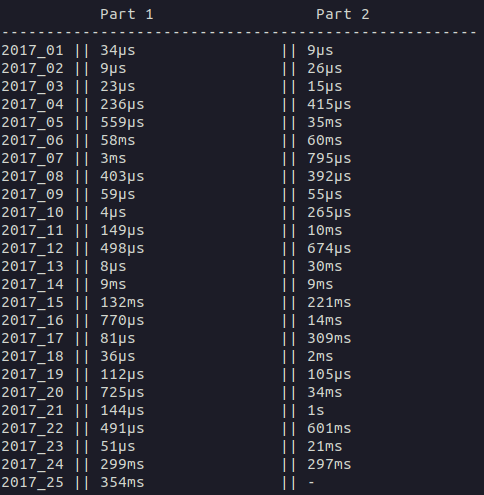 Part 1 Part 2
-----------------------------------------------------
2017_01 || 34µs || 9µs
2017_02 || 9µs || 26µs
2017_03 || 23µs || 15µs
2017_04 || 236µs || 415µs
2017_05 || 559µs || 35ms
2017_06 || 58ms || 60ms
2017_07 || 3ms || 795µs
2017_08 || 403µs || 392µs
2017_09 || 59µs || 55µs
2017_10 || 4µs || 265µs
2017_11 || 149µs || 10ms
2017_12 || 498µs || 674µs
2017_13 || 8µs || 30ms
2017_14 || 9ms || 9ms
2017_15 || 132ms || 221ms
2017_16 || 770µs || 14ms
2017_17 || 81µs || 309ms
2017_18 || 36µs || 2ms
2017_19 || 112µs || 105µs
2017_20 || 725µs || 34ms
2017_21 || 144µs || 1s
2017_22 || 491µs || 601ms
2017_23 || 51µs || 21ms
2017_24 || 299ms || 297ms
2017_25 || 354ms || -